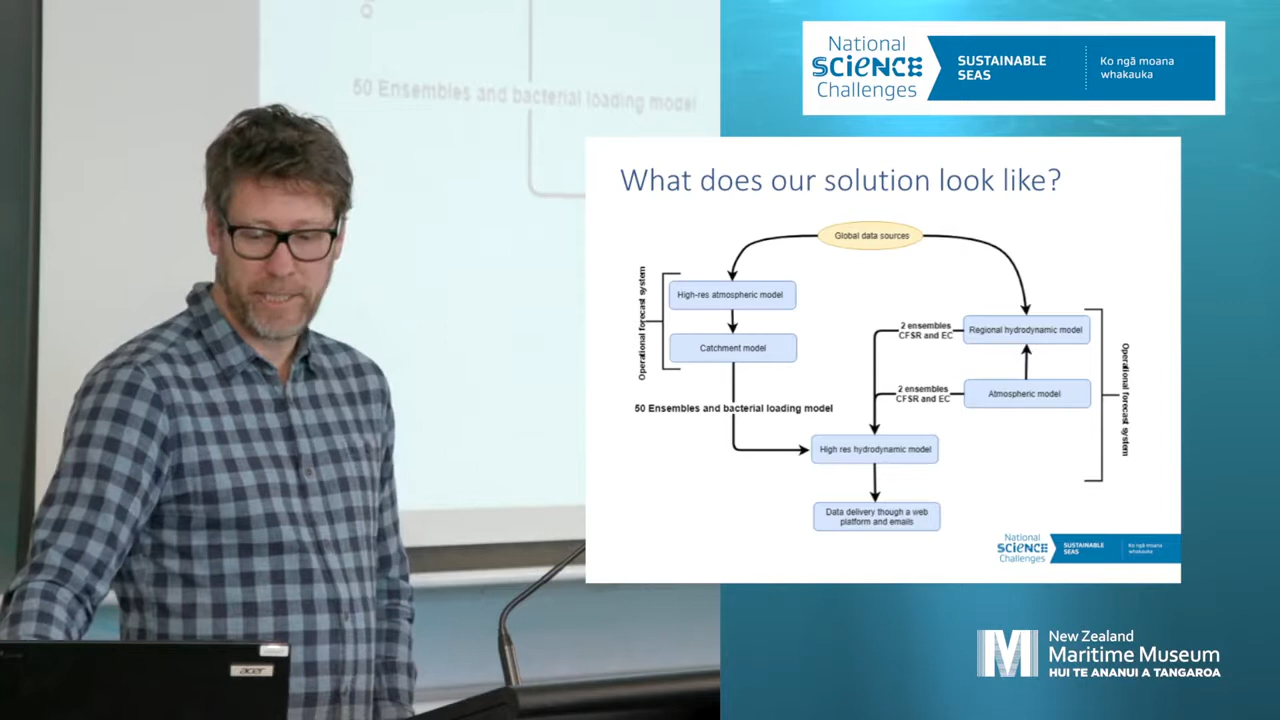 50 Ensembles and bacterial loading model
acer
National
SCIENCE
Challenges
SUSTAINABLE
SEAS
Ko ngā moana
whakauka
What does our solution look like?
Global data sources
Operational forecast system
High-res atmospheric model
Catchment model
50 Ensembles and bacterial loading model
2 ensembles
CFSR and EC
Regional hydrodynamic model
2 ensembles
CFSR and EC
Atmospheric model
Operational forecast system
High res hydrodynamic model
Data delivery though a web
platform and emails
National
SCIENCE
Challenges
SUSTAINABLE
SEAS
Ko ngā moana
whakauka
M
New Zealand
Maritime Museum
HUI TE ANANUI A TANGAROA